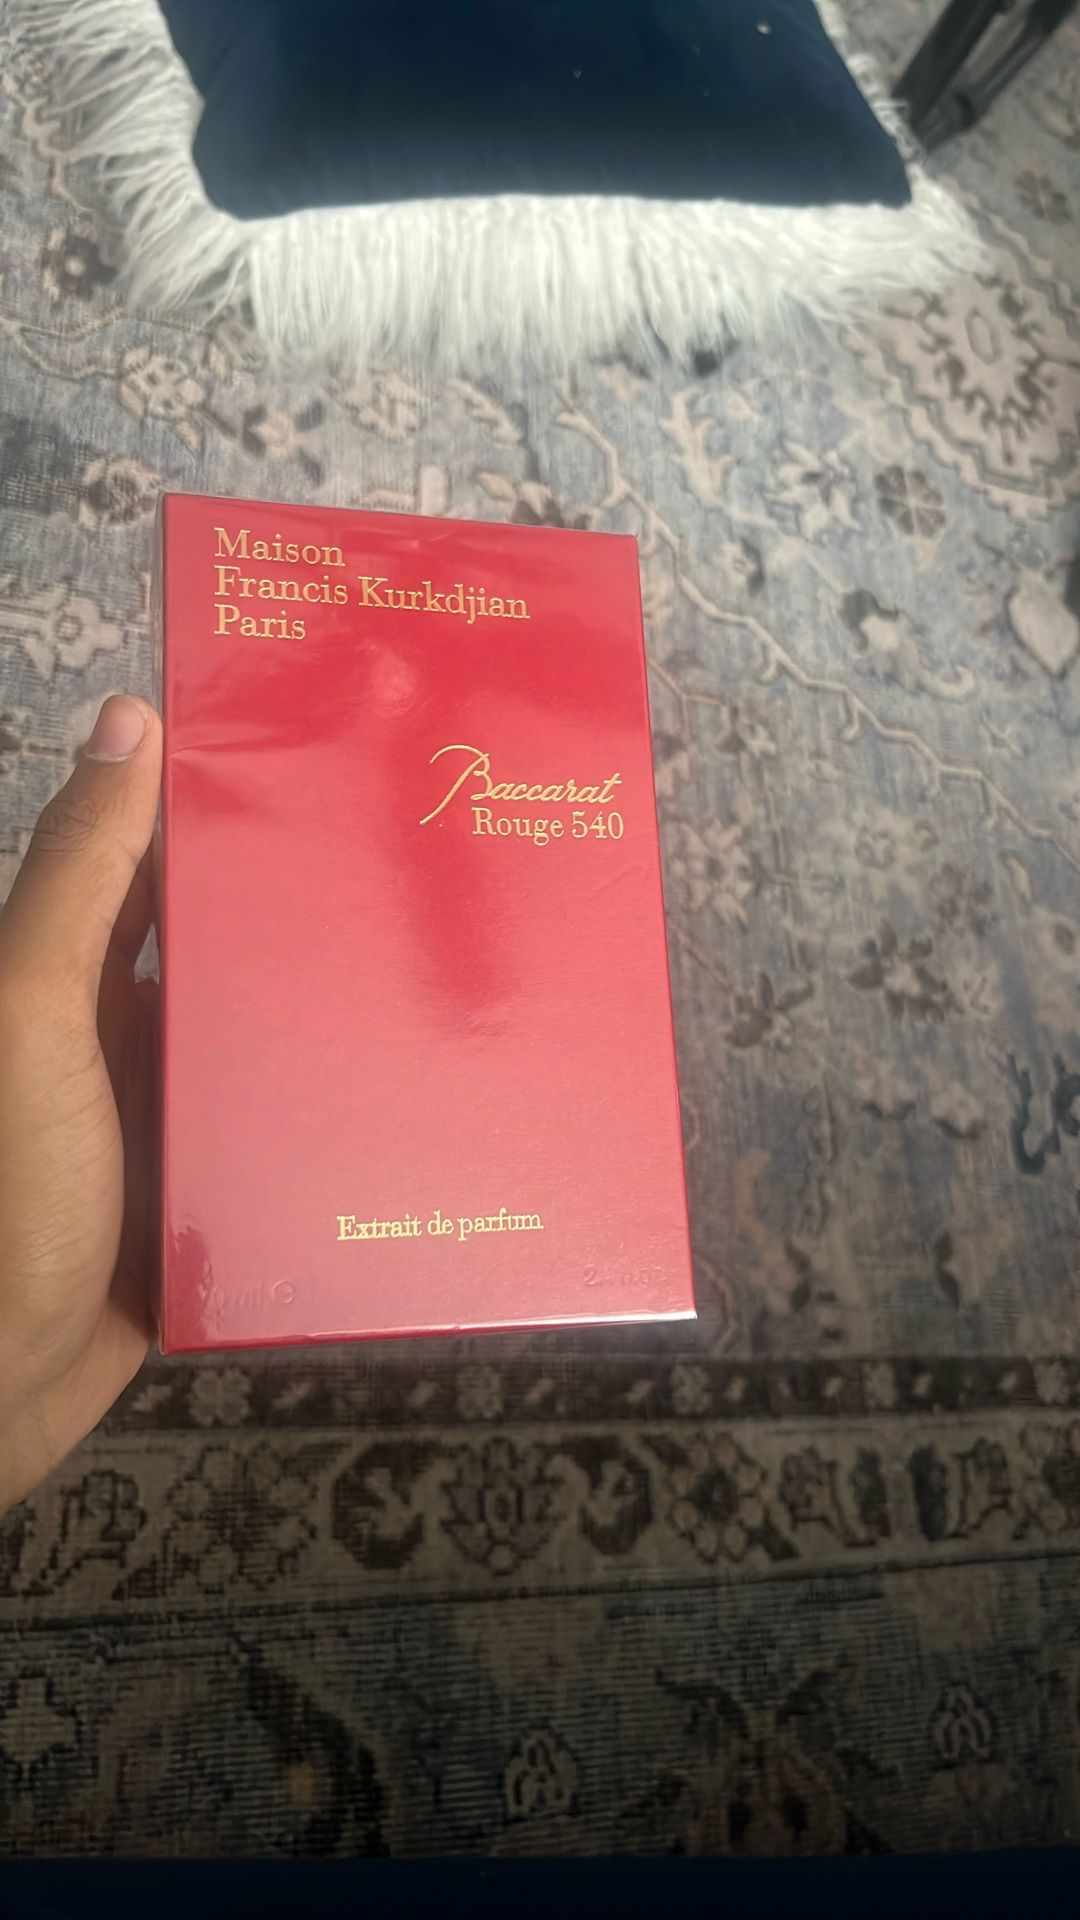 Maison
Francis Kurkdjian
Paris
Baccarat
Rouge 540
Extrait de parfum